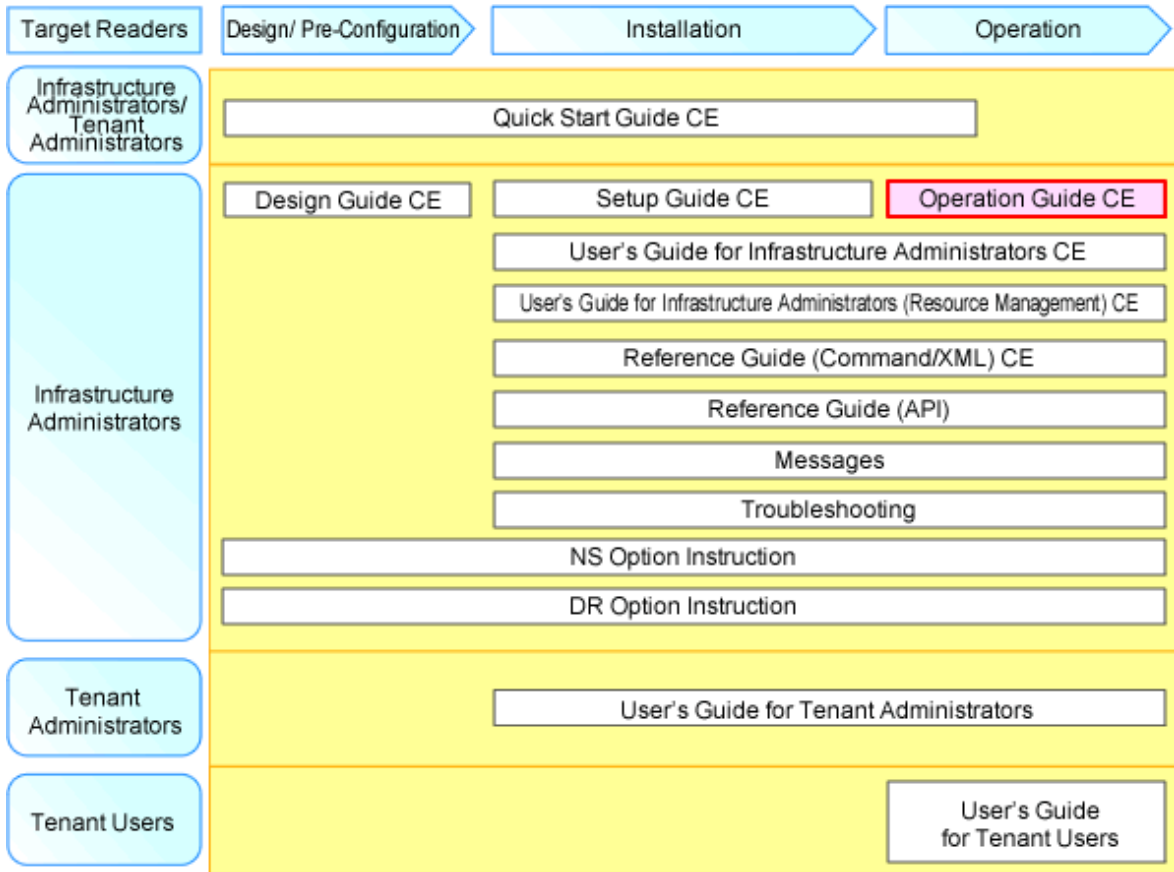 Target Readers
Design/ Pre-Configuration
Installation
Operation
Infrastructure
Administrators/
Tenant
Administrators
Quick Start Guide CE
Infrastructure
Administrators
Design Guide CE
Setup Guide CE
Operation Guide CE
User's Guide for Infrastructure Administrators CE
User's Guide for Infrastructure Administrators (Resource Management) CE
Reference Guide (Command/XML) CE
Reference Guide (API)
Messages
Troubleshooting
NS Option Instruction
DR Option Instruction
Tenant
Administrators
User's Guide for Tenant Administrators
Tenant Users
User's Guide
for Tenant Users